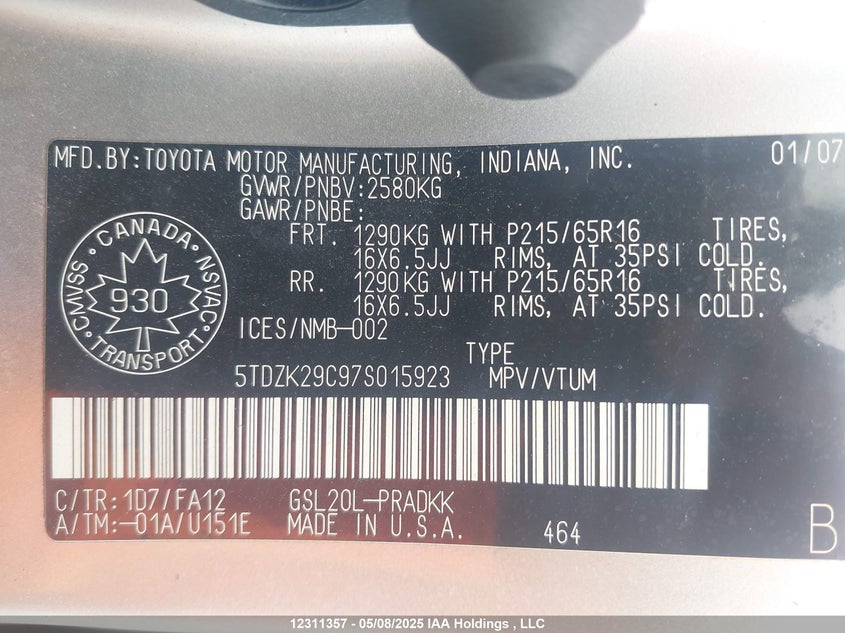 MFD.BY:TOYOTA MOTOR MANUFACTURING, INDIANA, INC. 01/07
GVWR/PNBV:2580KG
GAWR/PNBE:
FRT. 1290KG WITH P215/65R16 TIRES,
16X6.5JJ RIMS, AT 35PSI COLD.
RR. 1290KG WITH P215/65R16 TIRES,
16X6.5JJ RIMS, AT 35PSI COLD.
CANADA
CMVSS NSVAC
930
TRANSPORT
ICES/NMB-002
TYPE
5TDZK29C97S015923 MPV/VTUM
C/TR: 1D7/FA12 GSL20L-PRADKK
A/TM:-01A/U151E MADE IN U.S.A. 464 B
12311357 - 05/08/2025 IAA Holdings , LLC